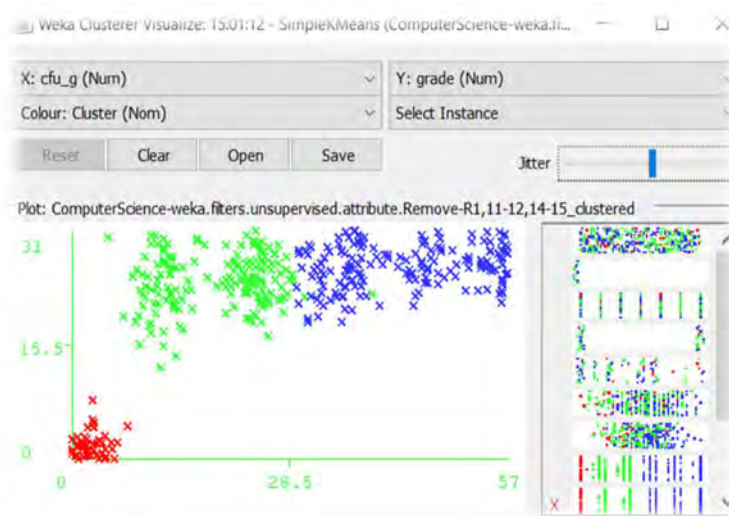 Weka Clusterer Visualize: 15:01:12 - SimpleKMeans (ComputerScience-weka.fi...
X: cfu_g (Num)
Y: grade (Num)
Colour: Cluster (Nom)
Select Instance
Reset
Clear
Open
Save
Jitter
Plot: ComputerScience-weka.filters.unsupervised.attribute.Remove-R1,11-12,14-15_clustered
31
15.5
0
0
28.5
57
X